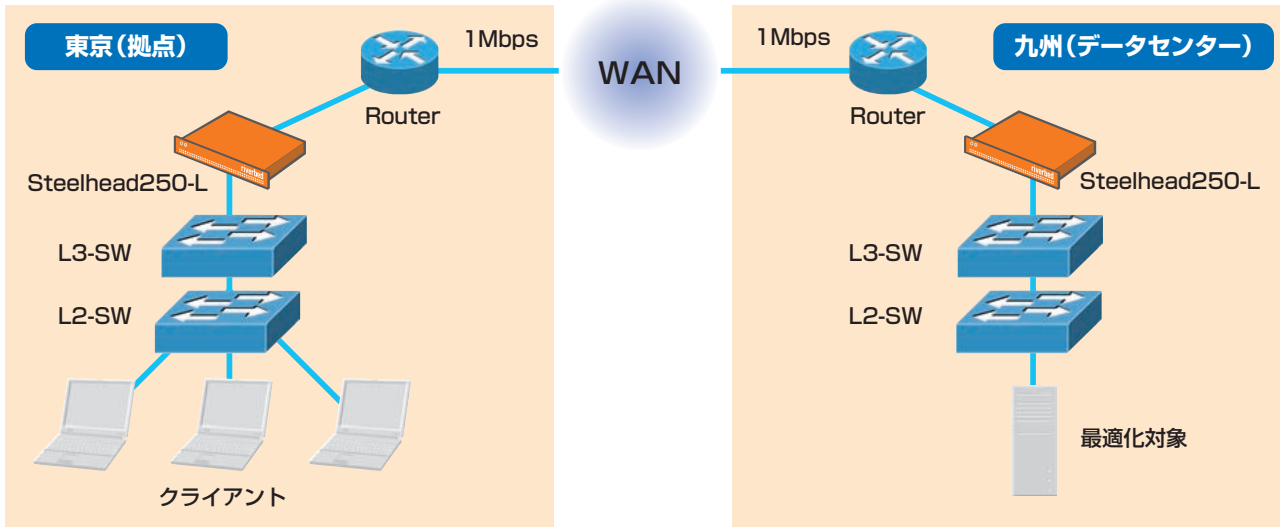 東京(拠点)
1Mbps
Router
riverbed
Steelhead250-L
L3-SW
L2-SW
クライアント
WAN
1Mbps
九州(データセンター)
Router
riverbed
Steelhead250-L
L3-SW
L2-SW
最適化対象